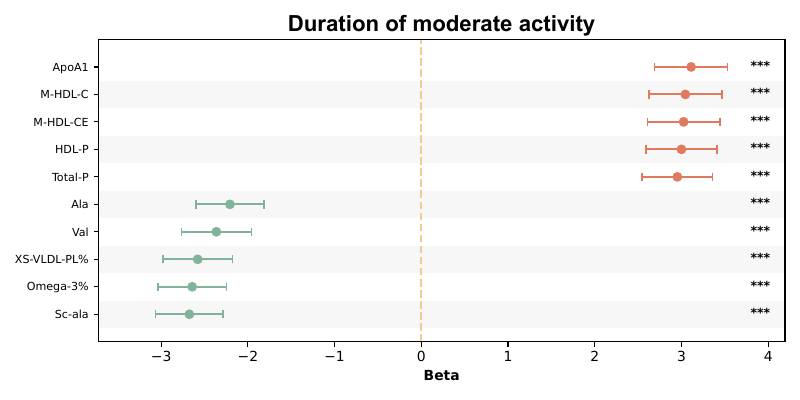 Duration of moderate activity
ApoA1 ***
M-HDL-C ***
M-HDL-CE ***
HDL-P ***
Total-P ***
Ala ***
Val ***
XS-VLDL-PL% ***
Omega-3% ***
Sc-ala ***
−3 −2 −1 0 1 2 3 4
Beta